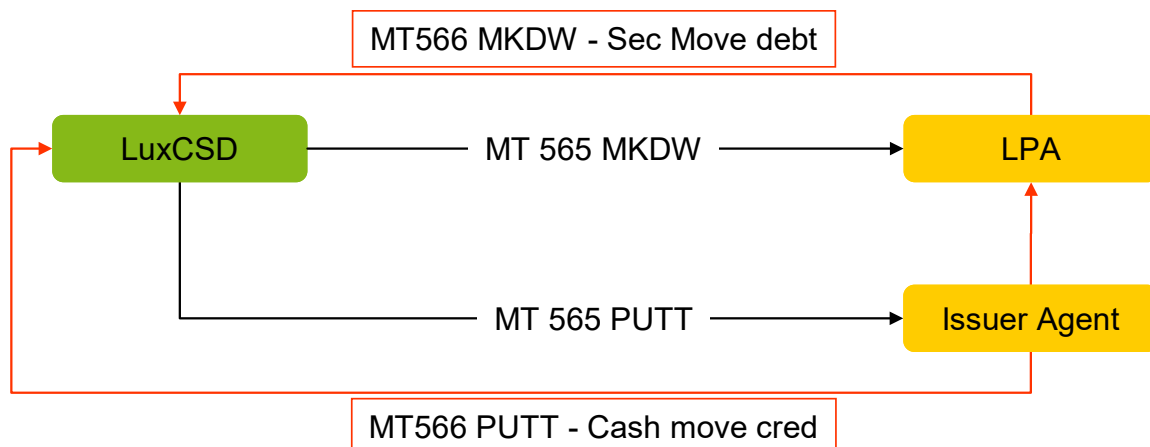 MT566 MKDW - Sec Move debt
LuxCSD
MT 565 MKDW
LPA
MT 565 PUTT
Issuer Agent
MT566 PUTT - Cash move cred